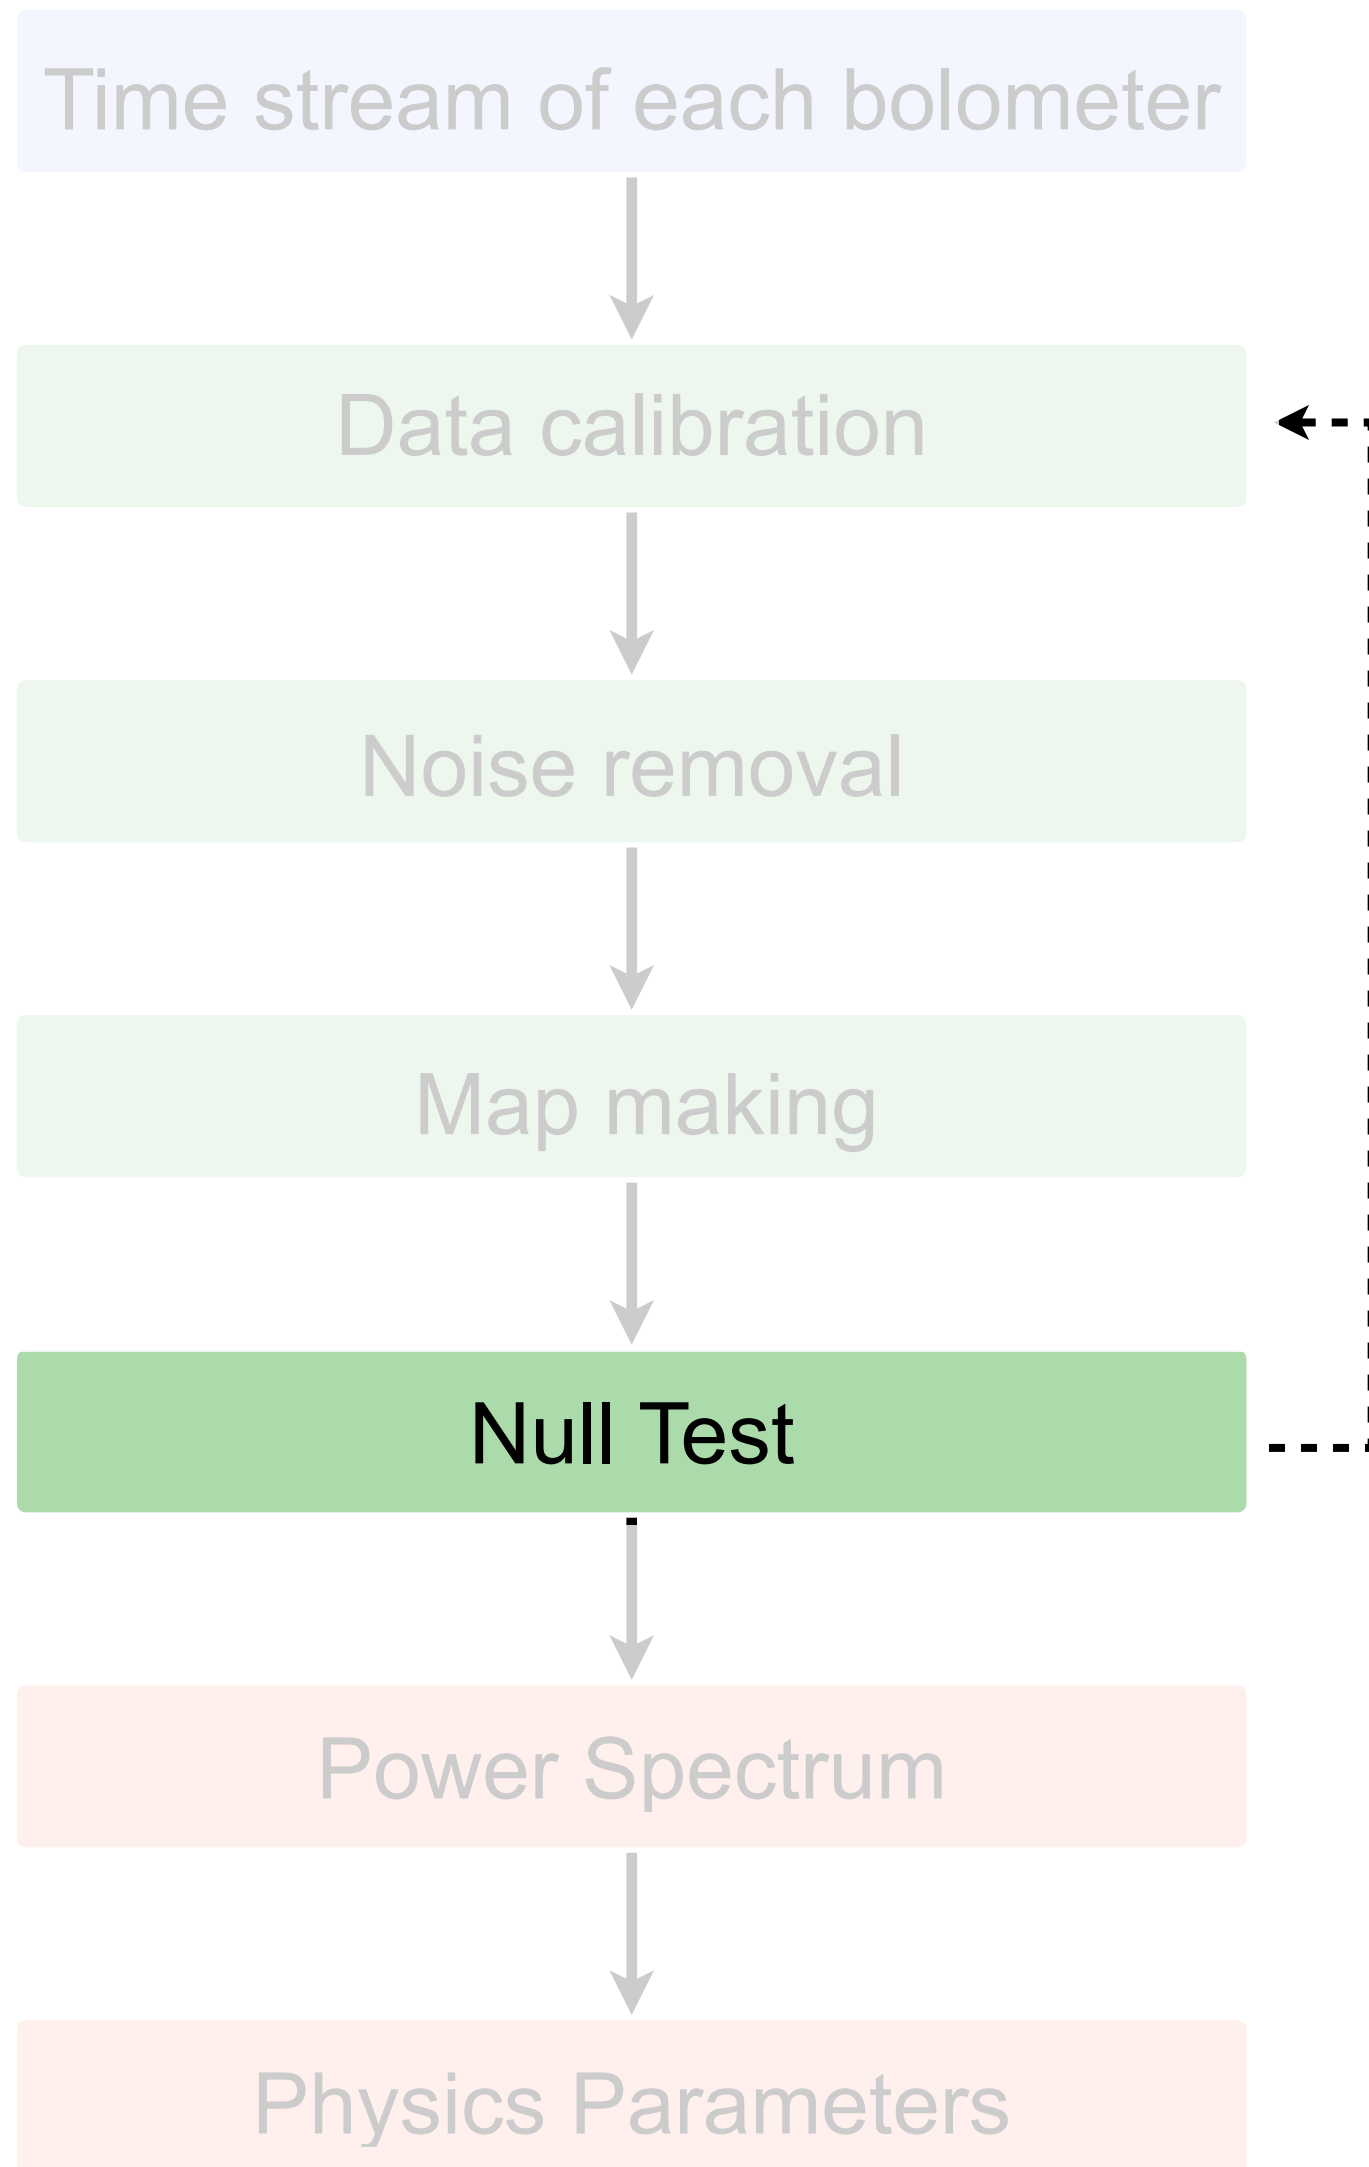 Time stream of each bolometer
Data calibration
Noise removal
Map making
Null Test
Power Spectrum
Physics Parameters